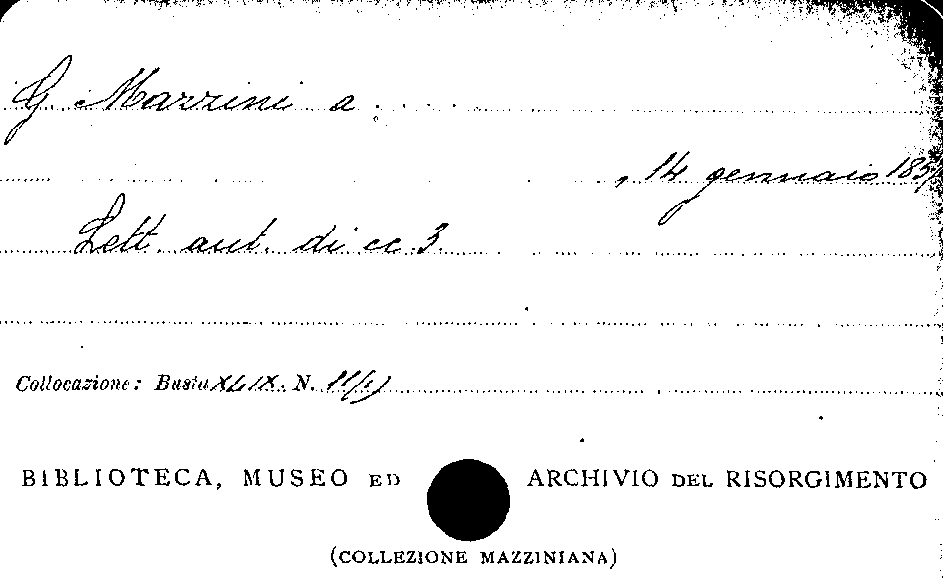 G. Mazzini a . . . .
, 14 gennaio
Lett. aut. di cc. 3.
Collocazione: Busta XLIX. N.
BIBLIOTECA, MUSEO ED ARCHIVIO DEL RISORGIMENTO
(COLLEZIONE MAZZINIANA)